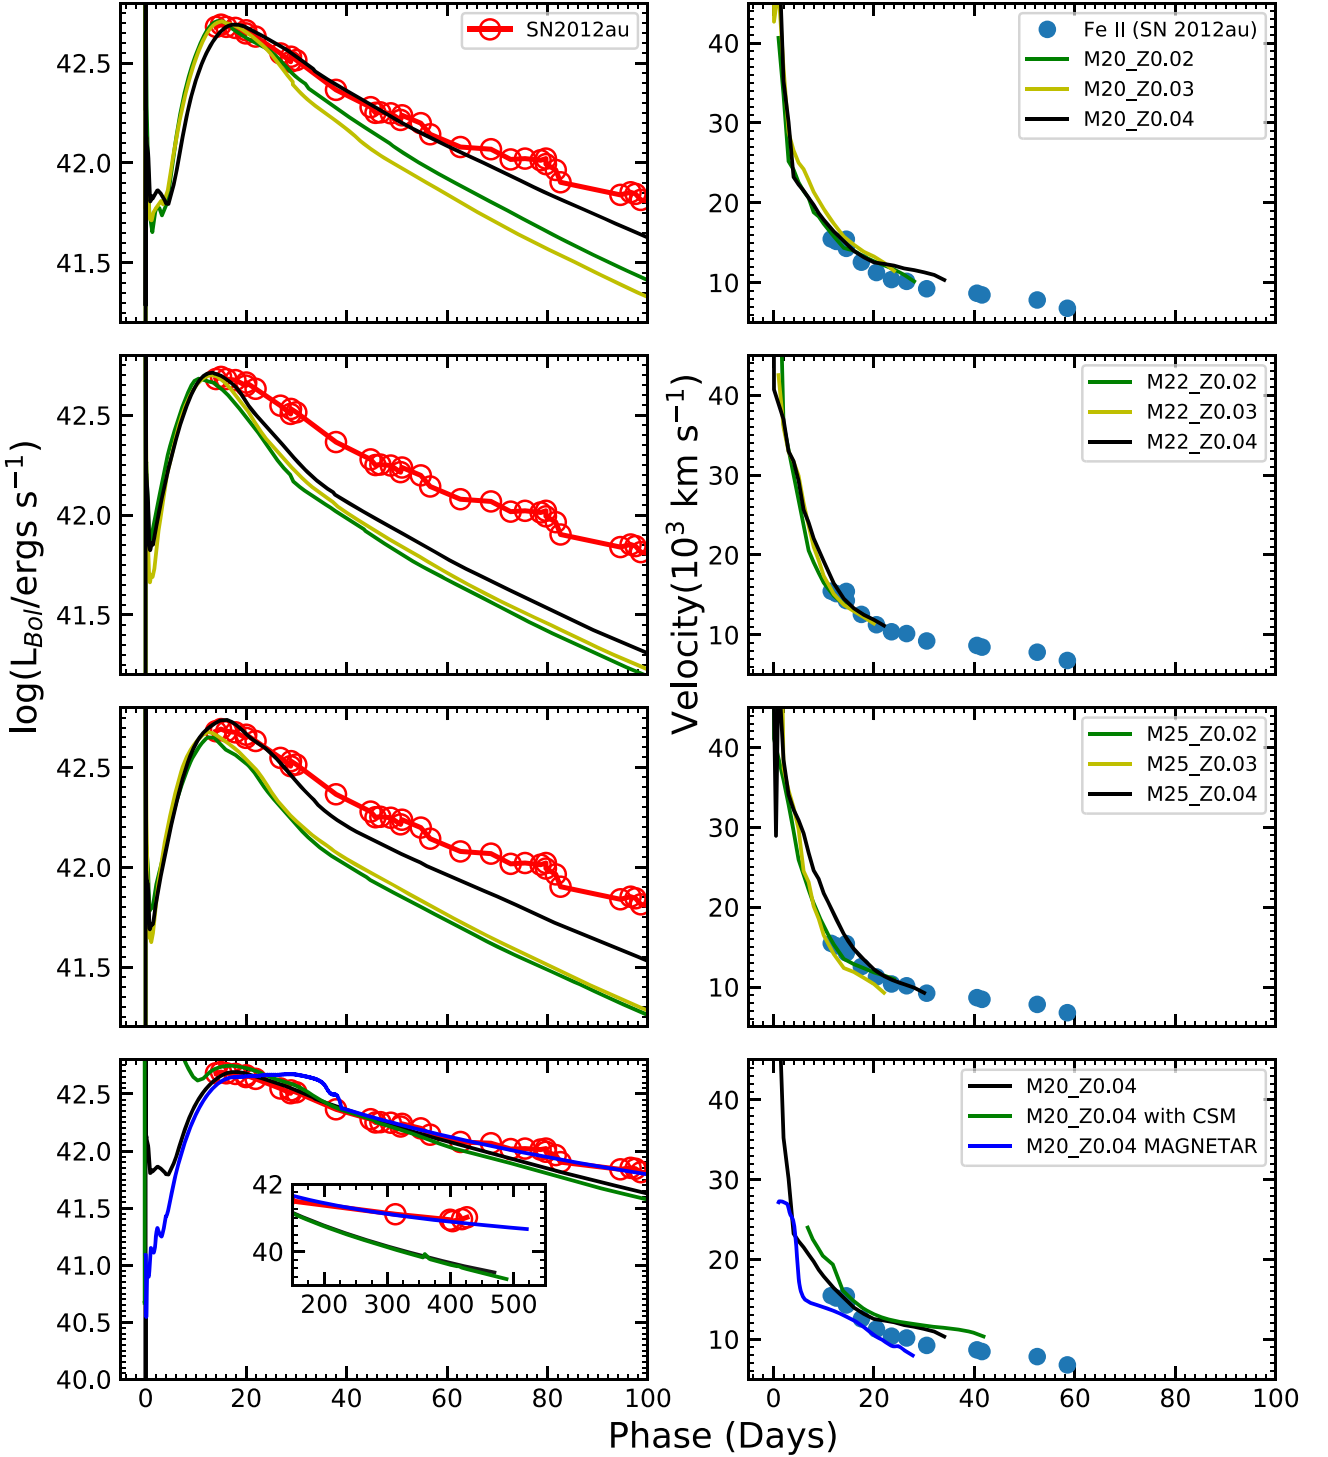 42.5
42.0
41.5
SN2012au
40
30
20
10
Fe II (SN 2012au)
M20_Z0.02
M20_Z0.03
M20_Z0.04
42.5
42.0
41.5
40
30
20
10
M22_Z0.02
M22_Z0.03
M22_Z0.04
log(L_Bol/ergs s⁻¹)
Velocity(10³ km s⁻¹)
42.5
42.0
41.5
40
30
20
10
M25_Z0.02
M25_Z0.03
M25_Z0.04
42.5
42.0
41.5
41.0
40.5
40.0
42
40
200 300 400 500
40
30
20
10
M20_Z0.04
M20_Z0.04 with CSM
M20_Z0.04 MAGNETAR
0 20 40 60 80 100
0 20 40 60 80 100
Phase (Days)